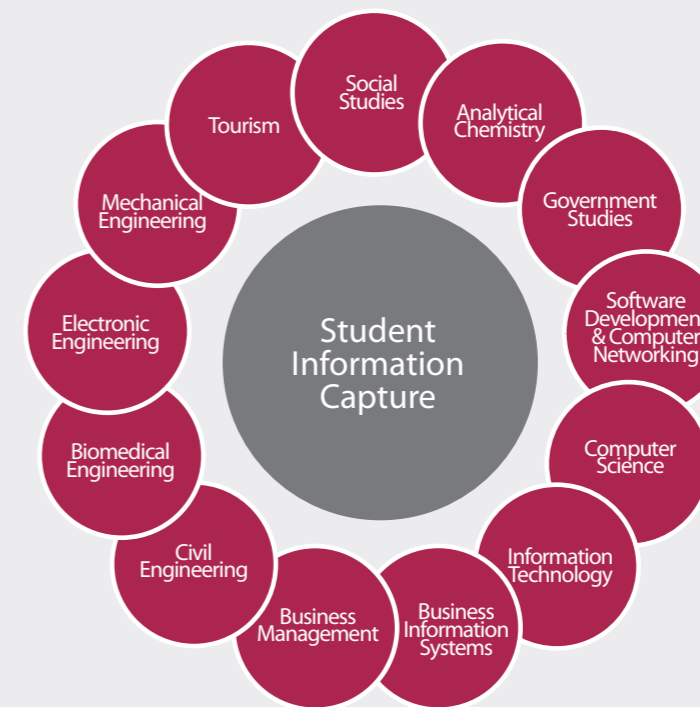 Social
Studies
Analytical
Chemistry
Government
Studies
Software
Developmen
& Computer
Networking
Computer
Science
Information
Technology
Business
Information
Systems
Business
Management
Civil
Engineering
Biomedical
Engineering
Electronic
Engineering
Mechanical
Engineering
Tourism
Student
Information
Capture